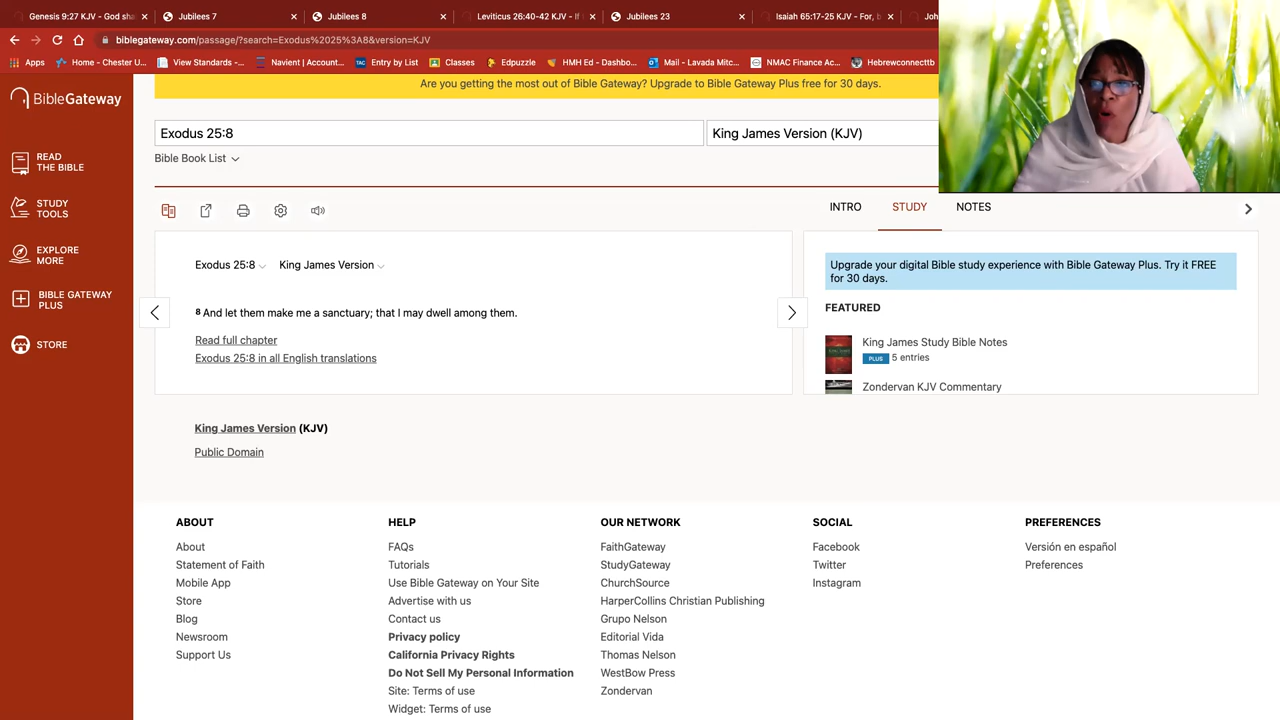 Genesis 9:27 KJV - God sha
Jubilees 7
Jubilees 8
Leviticus 26:40-42 KJV - If
Jubilees 23
Isaiah 65:17-25 KJV - For, b
Joh
biblegateway.com/passage/?search=Exodus%2025%3A8&version=KJV
Apps
Home - Chester U...
View Standards -...
Navient | Account...
TAC Entry by List
Classes
Edpuzzle
HMH Ed - Dashbo...
Mail - Lavada Mitc...
NMAC Finance Ac...
Hebrewconnecttb
Are you getting the most out of Bible Gateway? Upgrade to Bible Gateway Plus free for 30 days.
BibleGateway
Exodus 25:8
King James Version (KJV)
Bible Book List
READ
THE BIBLE
STUDY
TOOLS
EXPLORE
MORE
BIBLE GATEWAY
PLUS
STORE
INTRO
STUDY
NOTES
Exodus 25:8
King James Version
8 And let them make me a sanctuary; that I may dwell among them.
Read full chapter
Exodus 25:8 in all English translations
Upgrade your digital Bible study experience with Bible Gateway Plus. Try it FREE
for 30 days.
FEATURED
King James Study Bible Notes
PLUS 5 entries
Zondervan KJV Commentary
King James Version (KJV)
Public Domain
ABOUT
About
Statement of Faith
Mobile App
Store
Blog
Newsroom
Support Us
HELP
FAQs
Tutorials
Use Bible Gateway on Your Site
Advertise with us
Contact us
Privacy policy
California Privacy Rights
Do Not Sell My Personal Information
Site: Terms of use
Widget: Terms of use
OUR NETWORK
FaithGateway
StudyGateway
ChurchSource
HarperCollins Christian Publishing
Grupo Nelson
Editorial Vida
Thomas Nelson
WestBow Press
Zondervan
SOCIAL
Facebook
Twitter
Instagram
PREFERENCES
Versión en español
Preferences